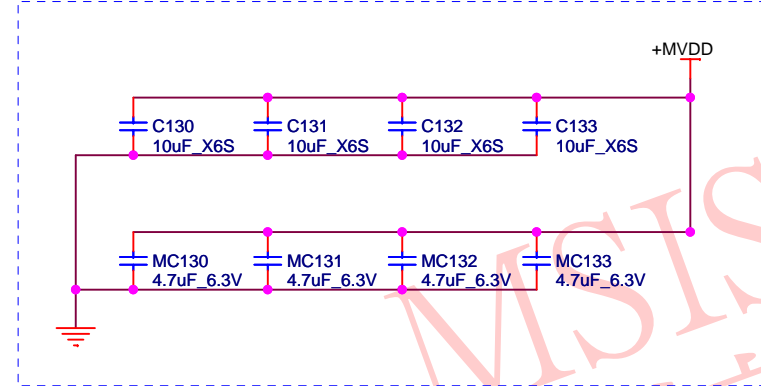 +MVDD
C130 C131 C132 C133
10uF_X6S 10uF_X6S 10uF_X6S 10uF_X6S
MC130 MC131 MC132 MC133
4.7uF_6.3V 4.7uF_6.3V 4.7uF_6.3V 4.7uF_6.3V
MSIS